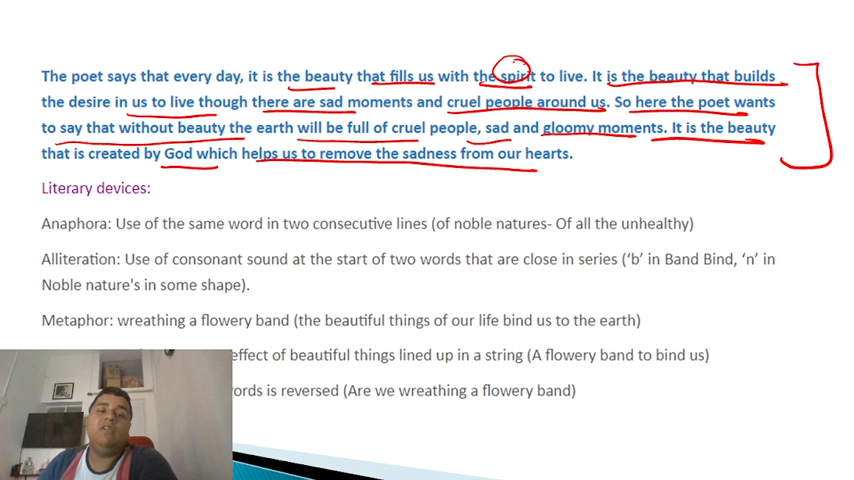 The poet says that every day, it is the beauty that fills us with the spirit to live. It is the beauty that builds
the desire in us to live though there are sad moments and cruel people around us. So here the poet wants
to say that without beauty the earth will be full of cruel people, sad and gloomy moments. It is the beauty
that is created by God which helps us to remove the sadness from our hearts.
Literary devices:
Anaphora: Use of the same word in two consecutive lines (of noble natures- Of all the unhealthy)
Alliteration: Use of consonant sound at the start of two words that are close in series ('b' in Band Bind, 'n' in
Noble nature's in some shape).
Metaphor: wreathing a flowery band (the beautiful things of our life bind us to the earth)
effect of beautiful things lined up in a string (A flowery band to bind us)
is reversed (Are we wreathing a flowery band)